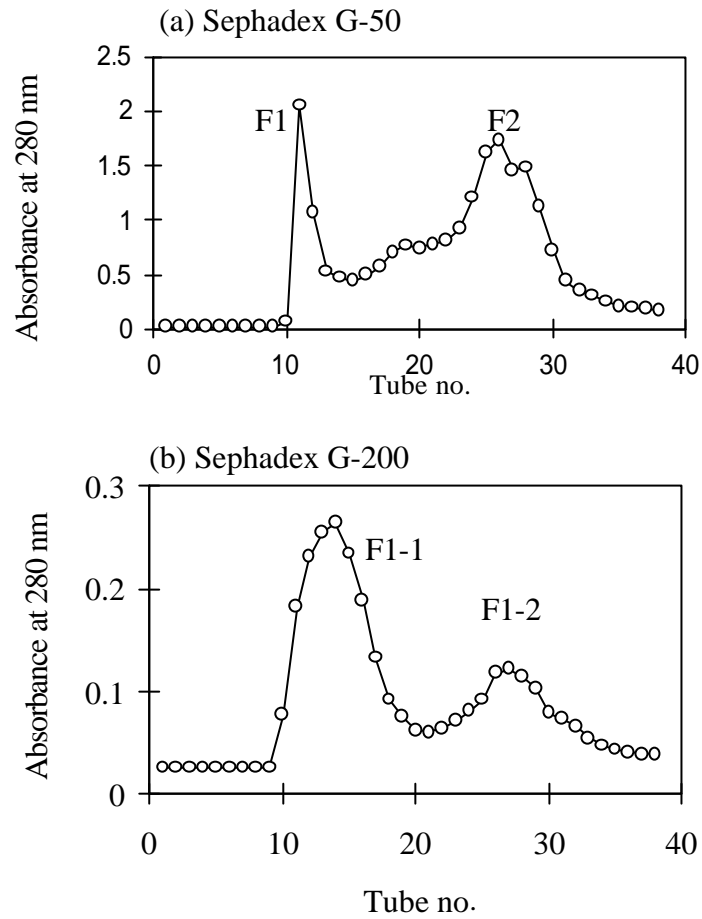 (a) Sephadex G-50
Absorbance at 280 nm
2.5
2
1.5
1
0.5
0
F1
F2
0 10 20 30 40
Tube no.
(b) Sephadex G-200
Absorbance at 280 nm
0.3
0.2
0.1
0
F1-1
F1-2
0 10 20 30 40
Tube no.